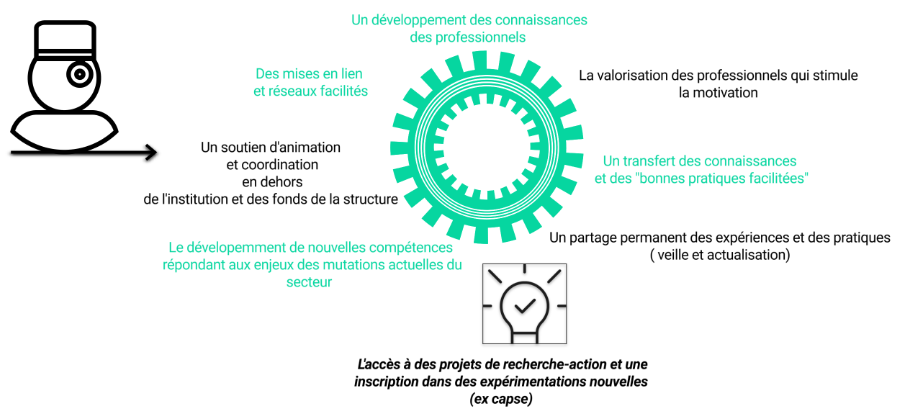 Un développement des connaissances
des professionnels
Des mises en lien
et réseaux facilités
La valorisation des professionnels qui stimule
la motivation
Un soutien d'animation
et coordination
en dehors
de l'institution et des fonds de la structure
Un transfert des connaissances
et des "bonnes pratiques facilitées"
Le dévelopemment de nouvelles compétences
répondant aux enjeux des mutations actuelles du
secteur
Un partage permanent des expériences et des pratiques
( veille et actualisation)
L'accès à des projets de recherche-action et une
inscription dans des expérimentations nouvelles
(ex capse)